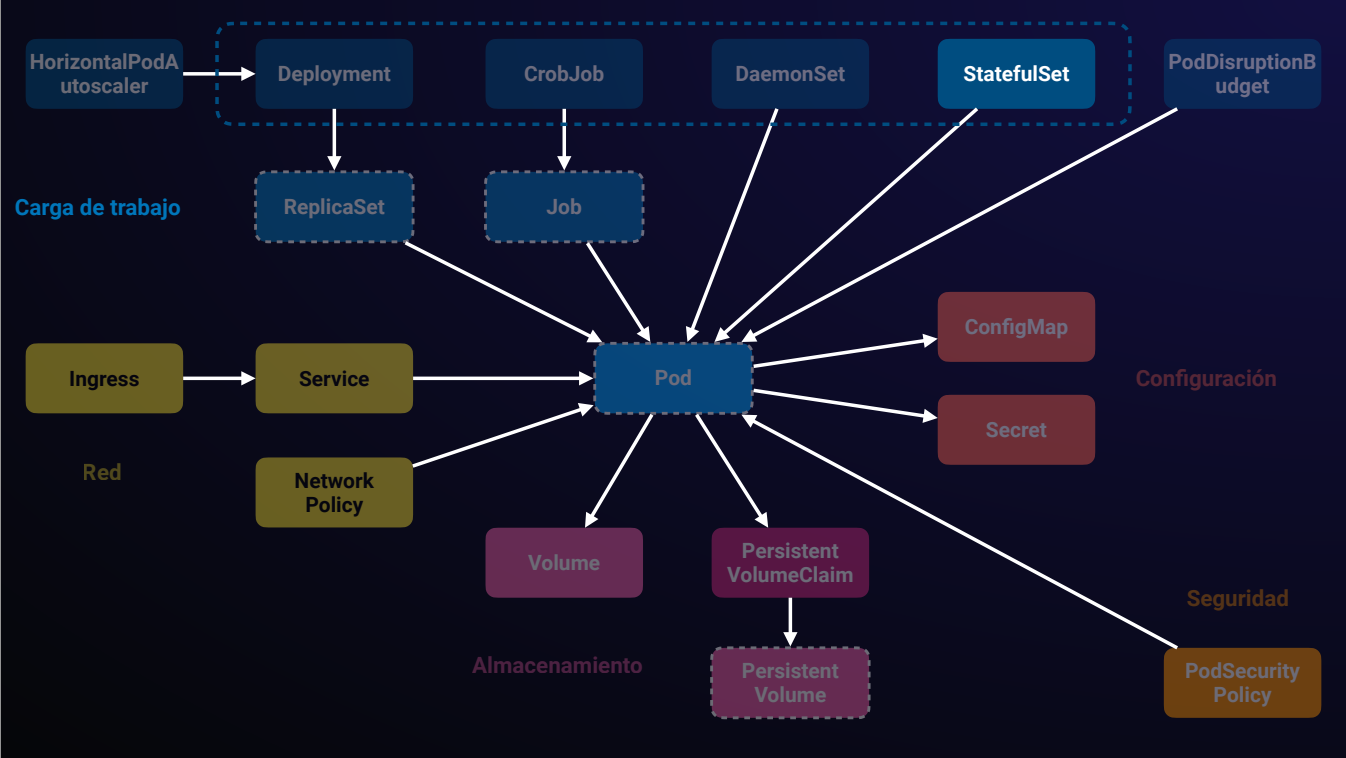 HorizontalPodA
utoscaler
Deployment
CrobJob
DaemonSet
StatefulSet
PodDisruptionB
udget
Carga de trabajo
ReplicaSet
Job
Ingress
Service
Pod
ConfigMap
Configuración
Secret
Red
Network
Policy
Volume
Persistent
VolumeClaim
Seguridad
Almacenamiento
Persistent
Volume
PodSecurity
Policy